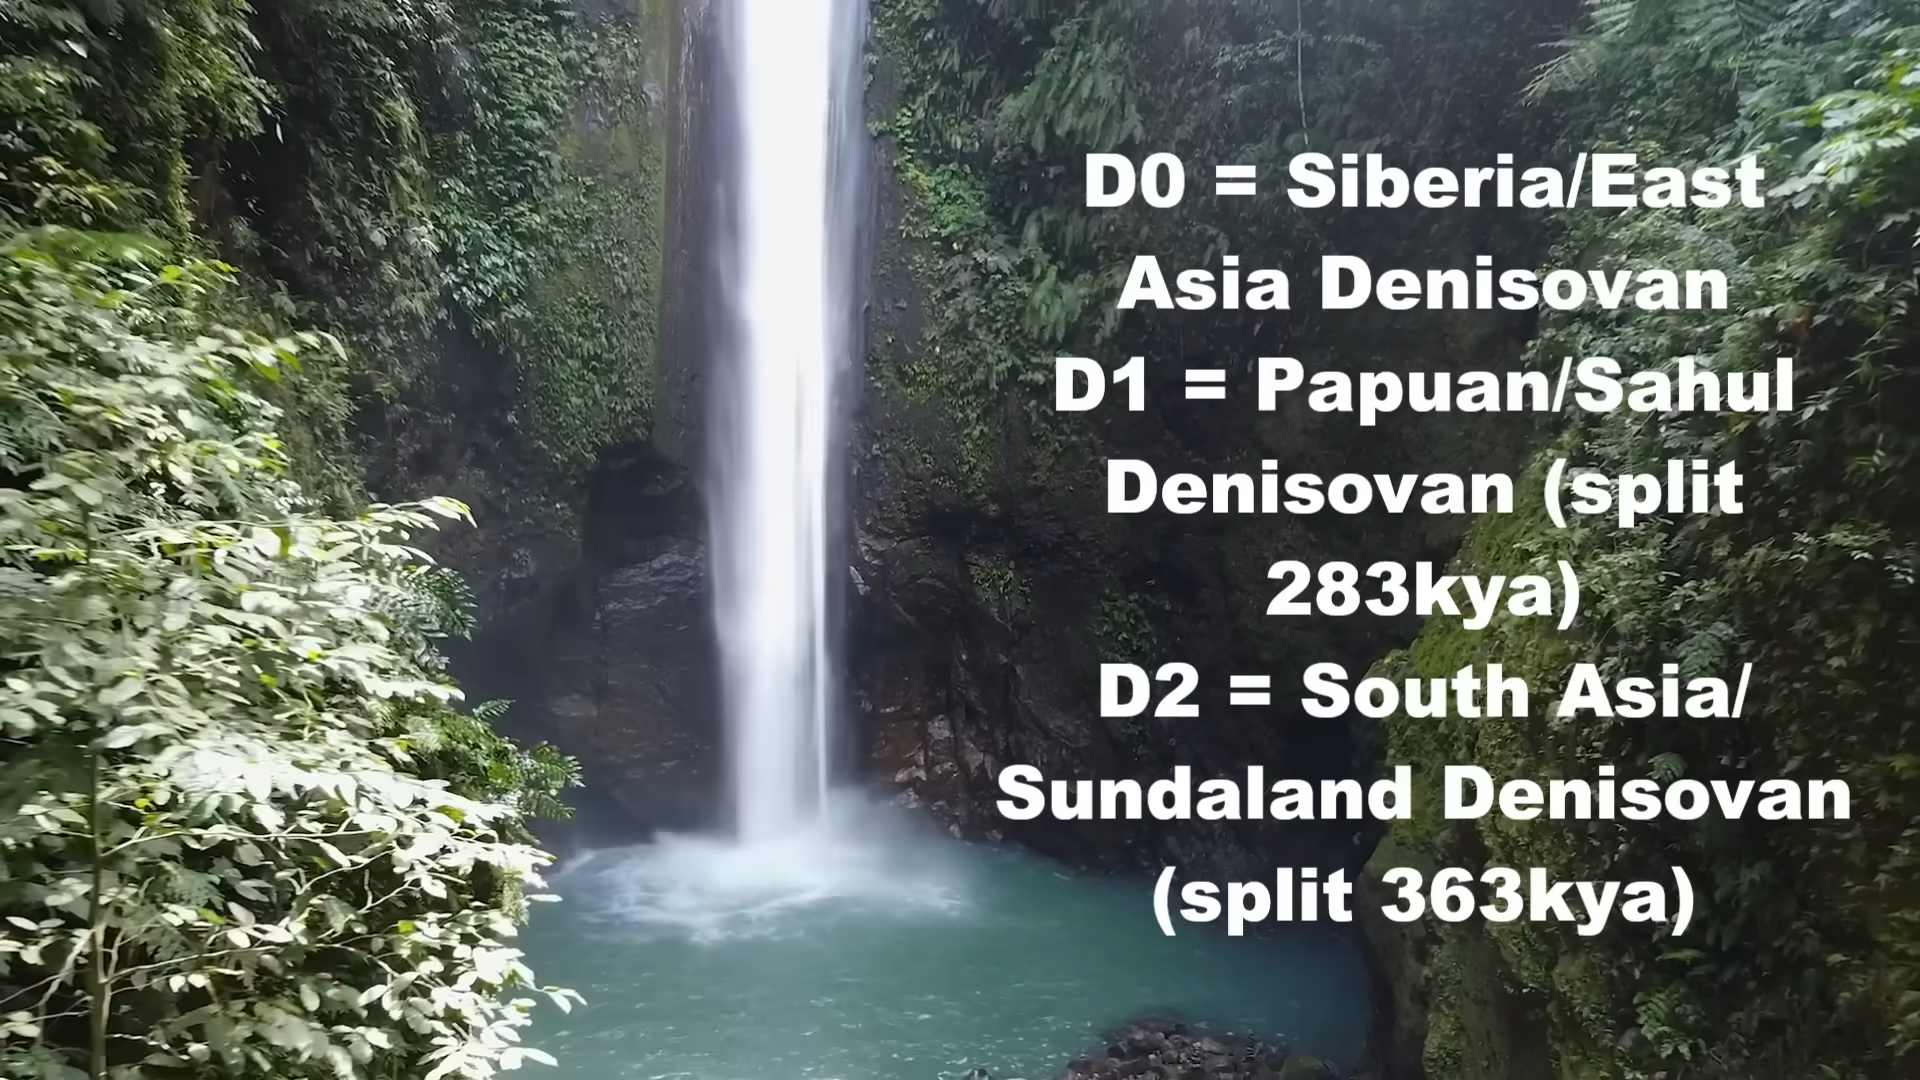 D0 = Siberia/East
Asia Denisovan
D1 = Papuan/Sahul
Denisovan (split
283kya)
D2 = South Asia/
Sundaland Denisovan
(split 363kya)